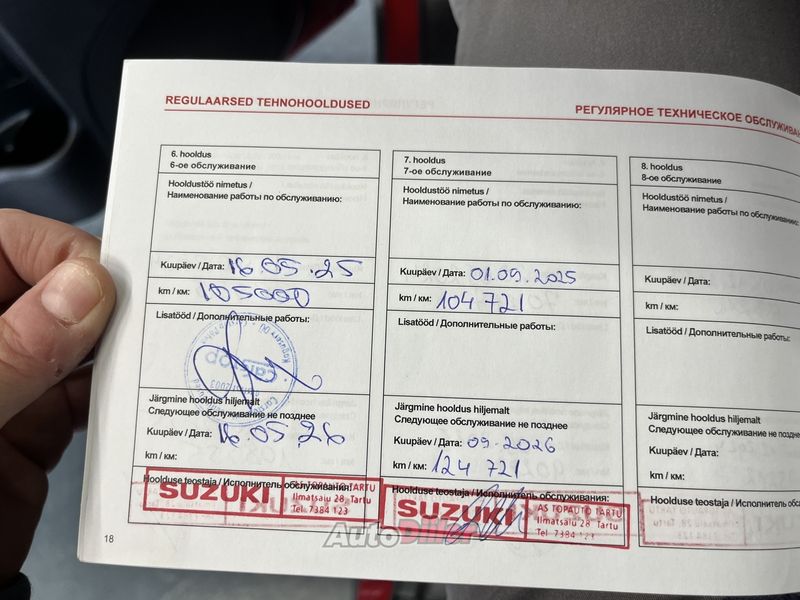 REGULAARSED TEHNOHOOLDUSED
РЕГУЛЯРНОЕ ТЕХНИЧЕСКОЕ ОБСЛУЖИВАН
6. hooldus
6-ое обслуживание
Hooldustöö nimetus /
Наименование работы по обслуживанию:
Kuupäev / Дата: 16.05.25
km / км: 105000
Lisatööd / Дополнительные работы:
Järgmine hooldus hiljemalt
Следующее обслуживание не позднее
Kuupäev / Дата: 16.05.26
km / км:
Hoolduse teostaja / Исполнитель обслуживания:
SUZUKI
AS TOPAUTO TARTU
Ilmatsalu 28, Tartu
Tel. 7384 123
7. hooldus
7-ое обслуживание
Hooldustöö nimetus /
Наименование работы по обслуживанию:
Kuupäev / Дата: 01.09.2025
km / км: 104 721
Lisatööd / Дополнительные работы:
Järgmine hooldus hiljemalt
Следующее обслуживание не позднее
Kuupäev / Дата: 09.2026
km / км: 124 721
Hoolduse teostaja / Исполнитель обслуживания:
SUZUKI
AS TOPAUTO TARTU
Ilmatsalu 28, Tartu
Tel. 7384 123
8. hooldus
8-ое обслуживание
Hooldustöö nimetus /
Наименование работы по обслуживанию:
Kuupäev / Дата:
km / км:
Lisatööd / Дополнительные работы:
Järgmine hooldus hiljemalt
Следующее обслуживание не позднее
Kuupäev / Дата:
km / км:
Hoolduse teostaja / Исполнитель обсл
18